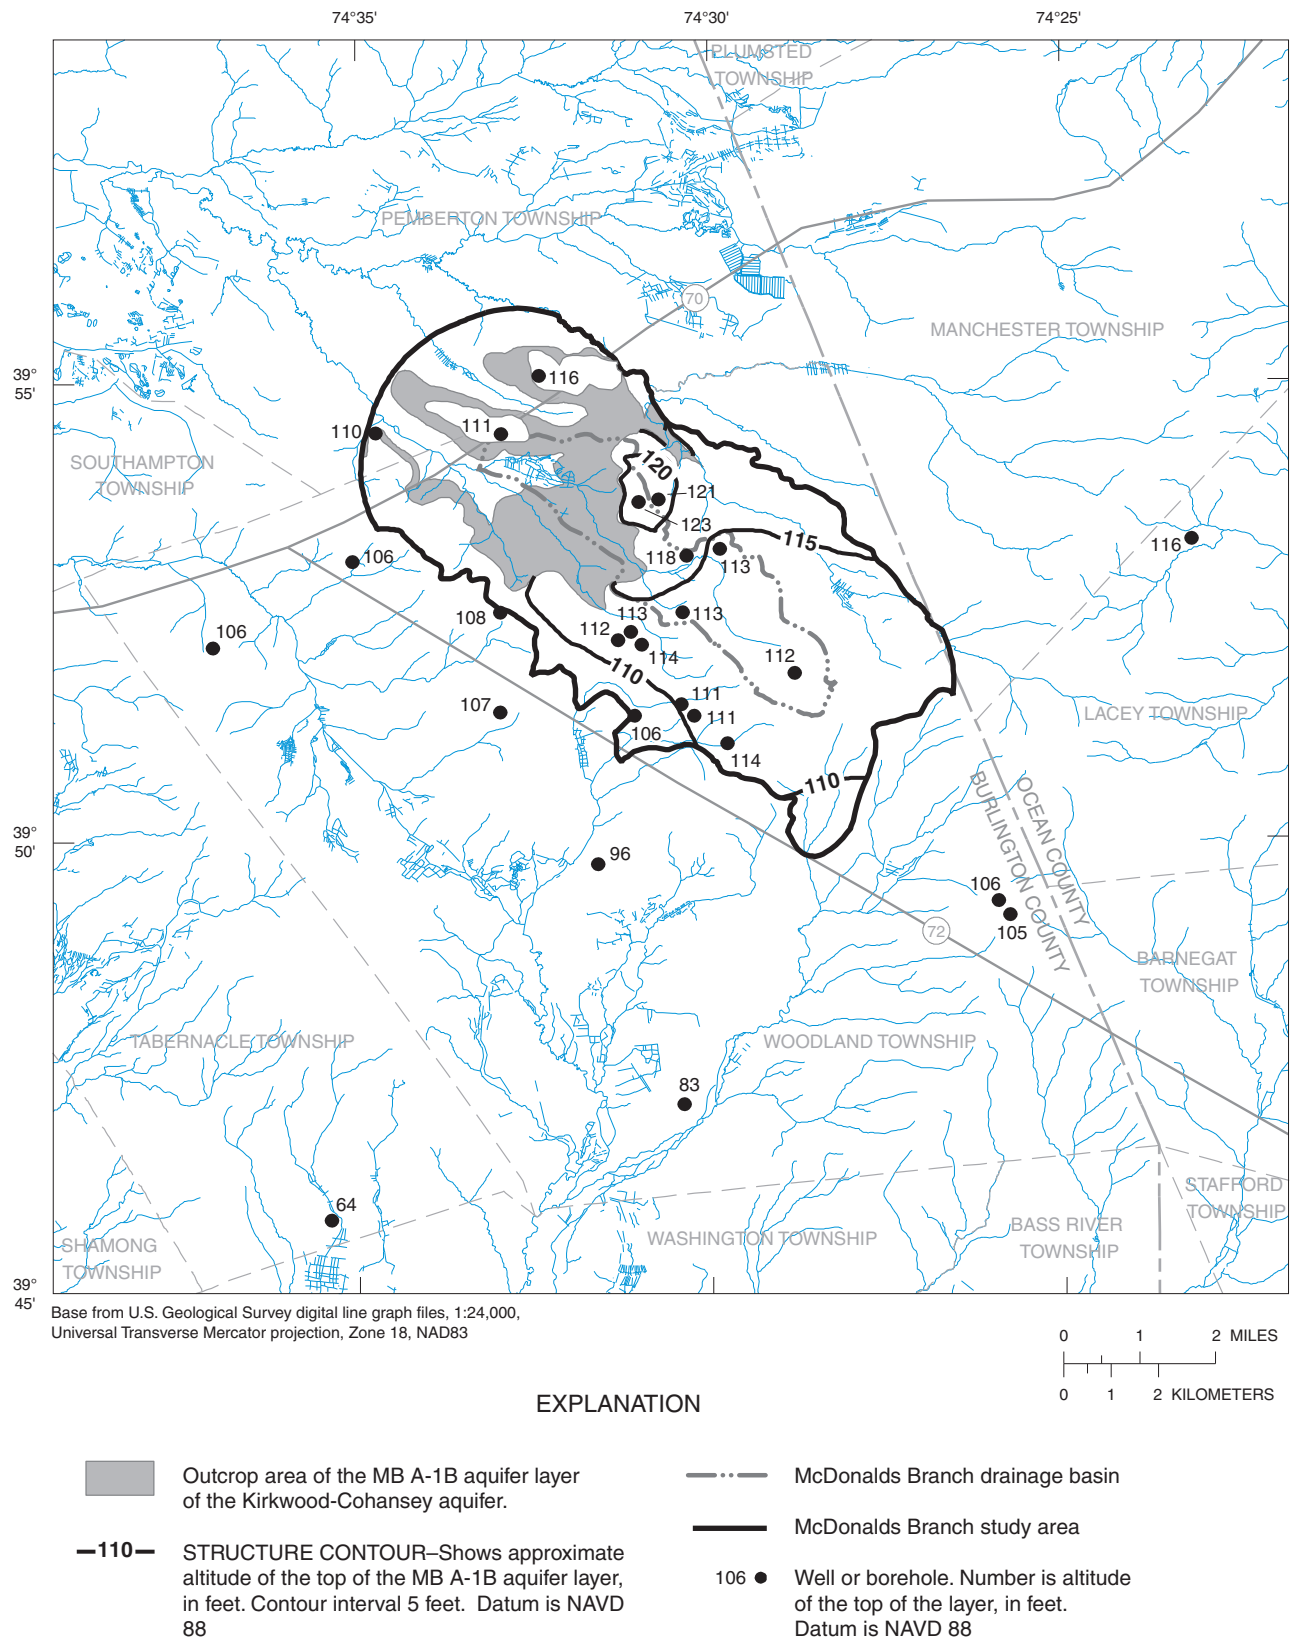 74°35'
74°30'
74°25'
PLUMSTED
TOWNSHIP
PEMBERTON TOWNSHIP
70
MANCHESTER TOWNSHIP
39°
55'
116
111
110
SOUTHAMPTON
TOWNSHIP
120
121
123
115
116
118
113
106
108
113
113
112
106
114
112
110
111
107
111
LACEY TOWNSHIP
106
114
110
OCEAN COUNTY
BURLINGTON COUNTY
39°
50'
96
106
105
72
BARNEGAT
TOWNSHIP
TABERNACLE TOWNSHIP
WOODLAND TOWNSHIP
83
STAFFORD
TOWNSHIP
64
BASS RIVER
TOWNSHIP
WASHINGTON TOWNSHIP
SHAMONG
TOWNSHIP
39°
45'
Base from U.S. Geological Survey digital line graph files, 1:24,000,
Universal Transverse Mercator projection, Zone 18, NAD83
0 1 2 MILES
0 1 2 KILOMETERS
EXPLANATION
Outcrop area of the MB A-1B aquifer layer
of the Kirkwood-Cohansey aquifer.
110
STRUCTURE CONTOUR–Shows approximate
altitude of the top of the MB A-1B aquifer layer,
in feet. Contour interval 5 feet. Datum is NAVD
88
McDonalds Branch drainage basin
McDonalds Branch study area
106
Well or borehole. Number is altitude
of the top of the layer, in feet.
Datum is NAVD 88